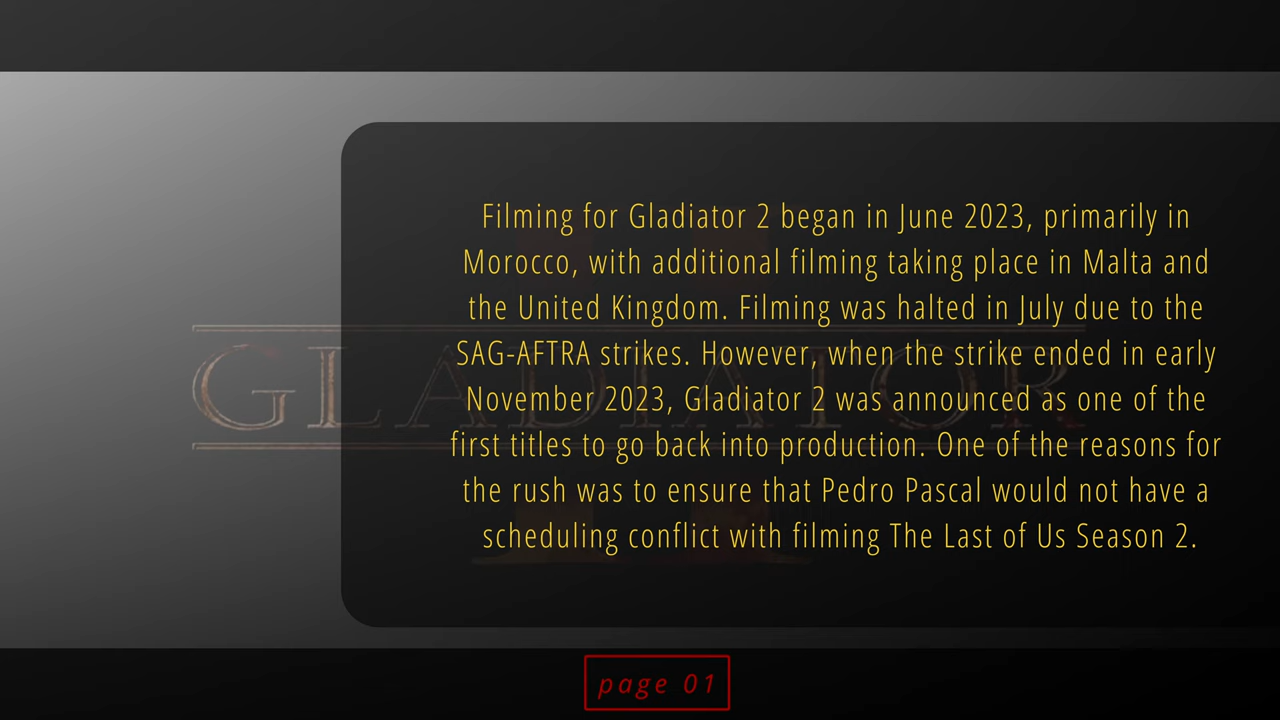 Filming for Gladiator 2 began in June 2023, primarily in
Morocco, with additional filming taking place in Malta and
the United Kingdom. Filming was halted in July due to the
SAG-AFTRA strikes. However, when the strike ended in early
November 2023, Gladiator 2 was announced as one of the
first titles to go back into production. One of the reasons for
the rush was to ensure that Pedro Pascal would not have a
scheduling conflict with filming The Last of Us Season 2.
GLADIATOR
II
page 01